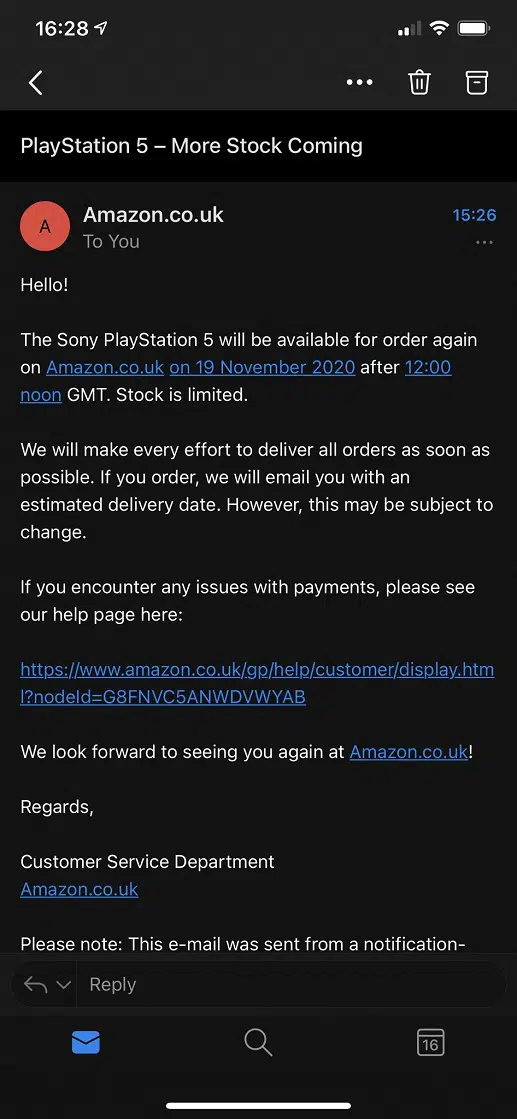 16:28
PlayStation 5 – More Stock Coming
A
Amazon.co.uk
15:26
To You
Hello!
The Sony PlayStation 5 will be available for order again
on Amazon.co.uk on 19 November 2020 after 12:00
noon GMT. Stock is limited.
We will make every effort to deliver all orders as soon as
possible. If you order, we will email you with an
estimated delivery date. However, this may be subject to
change.
If you encounter any issues with payments, please see
our help page here:
https://www.amazon.co.uk/gp/help/customer/display.htm
l?nodeId=G8FNVC5ANWDVWYAB
We look forward to seeing you again at Amazon.co.uk!
Regards,
Customer Service Department
Amazon.co.uk
Please note: This e-mail was sent from a notification-
Reply
16